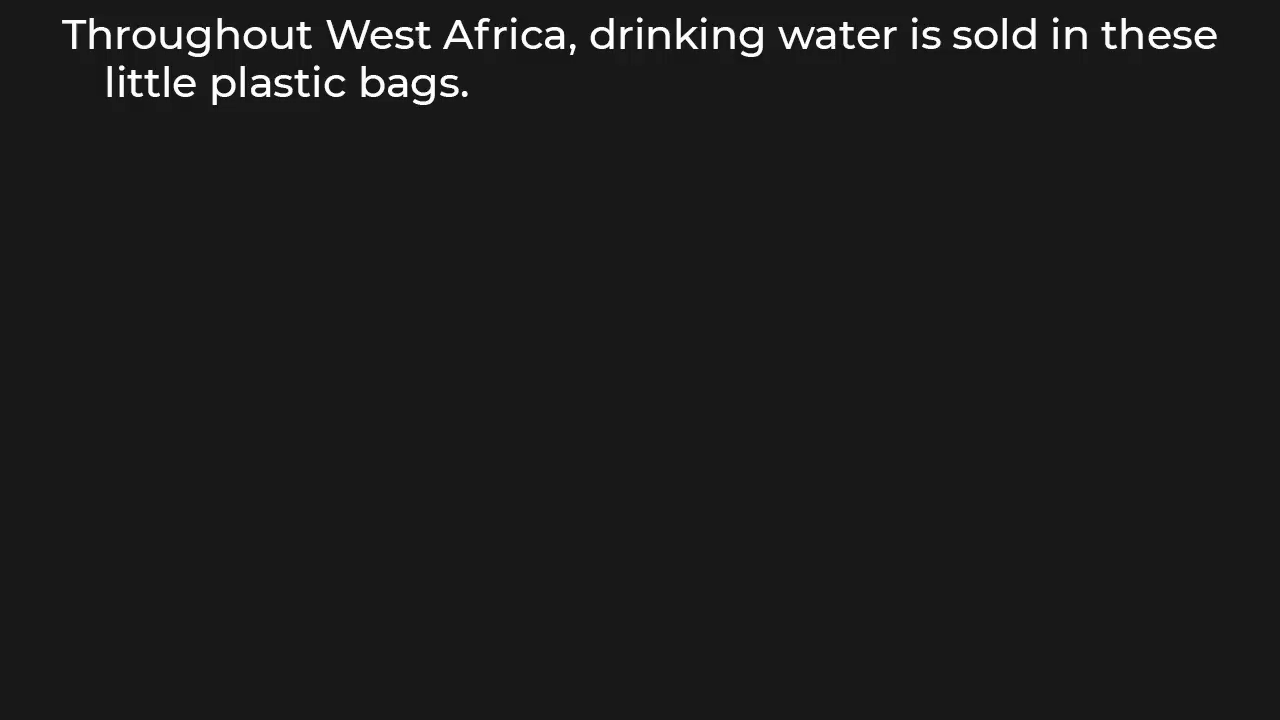 Throughout West Africa, drinking water is sold in these
little plastic bags.